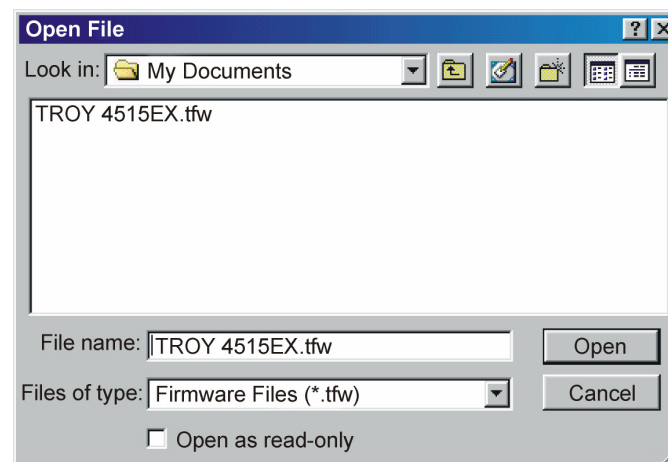 Open File
Look in: My Documents
TROY 4515EX.tfw
File name: TROY 4515EX.tfw Open
Files of type: Firmware Files (*.tfw) Cancel
Open as read-only